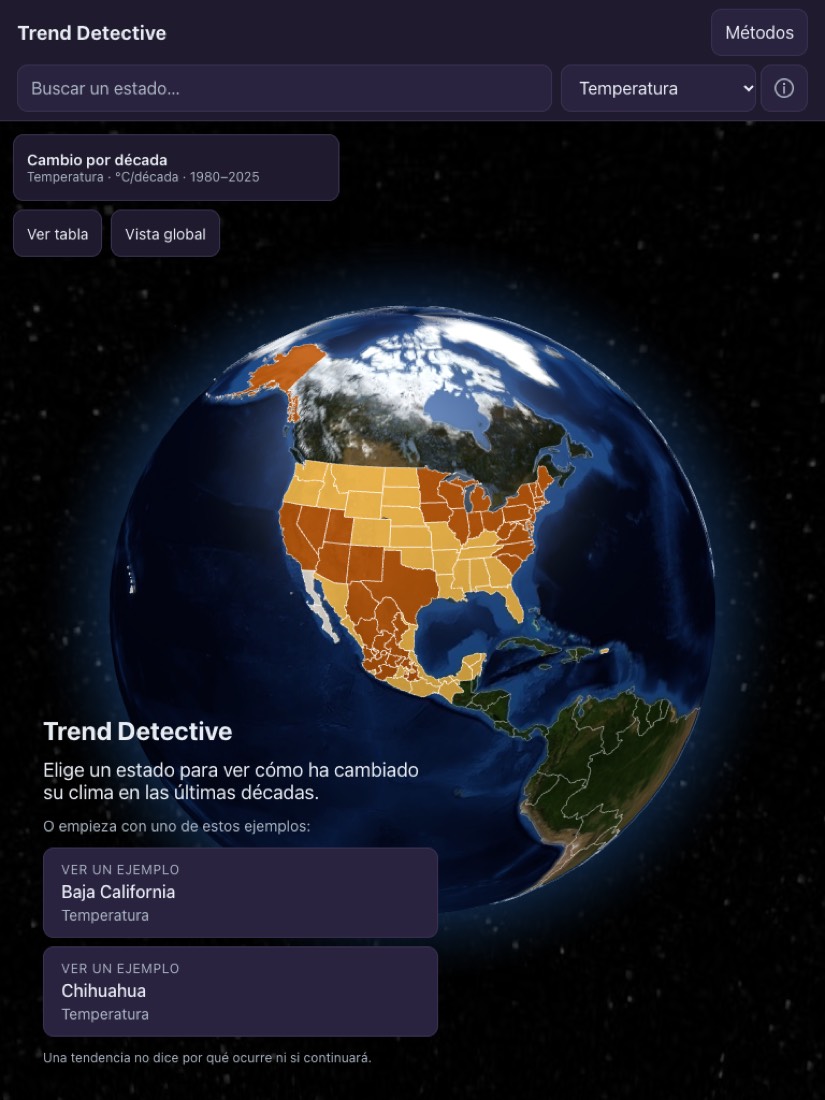 Trend Detective
Métodos
Buscar un estado...
Temperatura
Cambio por década
Temperatura · °C/década · 1980–2025
Ver tabla
Vista global
Trend Detective
Elige un estado para ver cómo ha cambiado
su clima en las últimas décadas.
O empieza con uno de estos ejemplos:
VER UN EJEMPLO
Baja California
Temperatura
VER UN EJEMPLO
Chihuahua
Temperatura
Una tendencia no dice por qué ocurre ni si continuará.